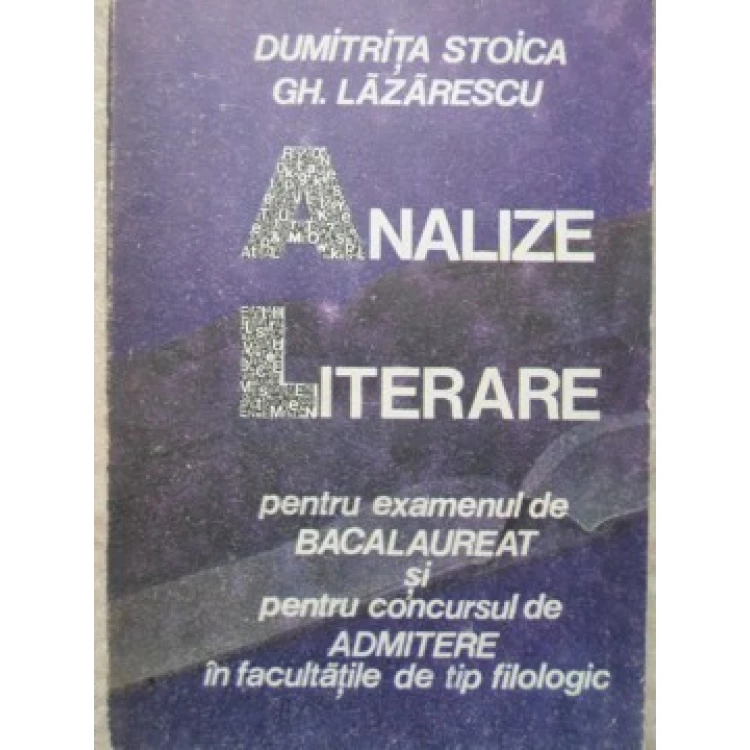 DUMITRIȚA STOICA
GH. LĂZĂRESCU
ANALIZE
LITERARE
pentru examenul de
BACALAUREAT
și
pentru concursul de
ADMITERE
în facultățile de tip filologic